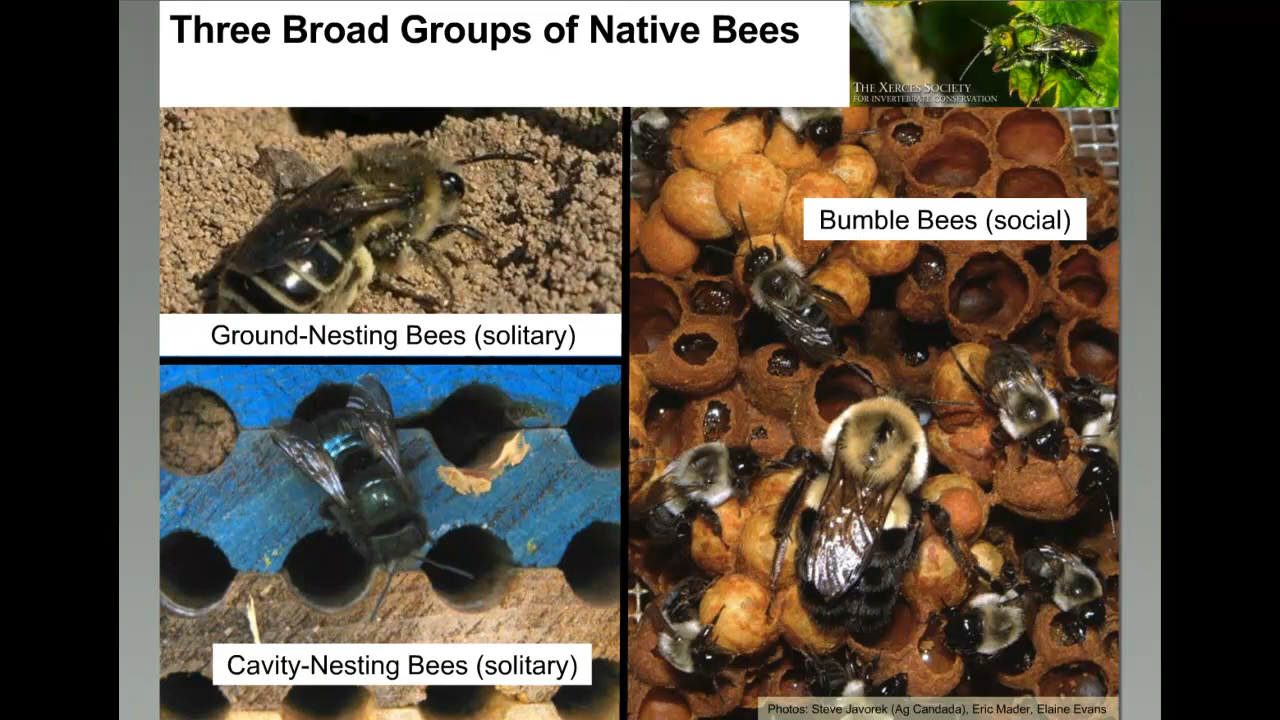 Three Broad Groups of Native Bees
THE XERCES SOCIETY
FOR INVERTEBRATE CONSERVATION
Bumble Bees (social)
Ground-Nesting Bees (solitary)
Cavity-Nesting Bees (solitary)
Photos: Steve Javorek (Ag Candada), Eric Mader, Elaine Evans